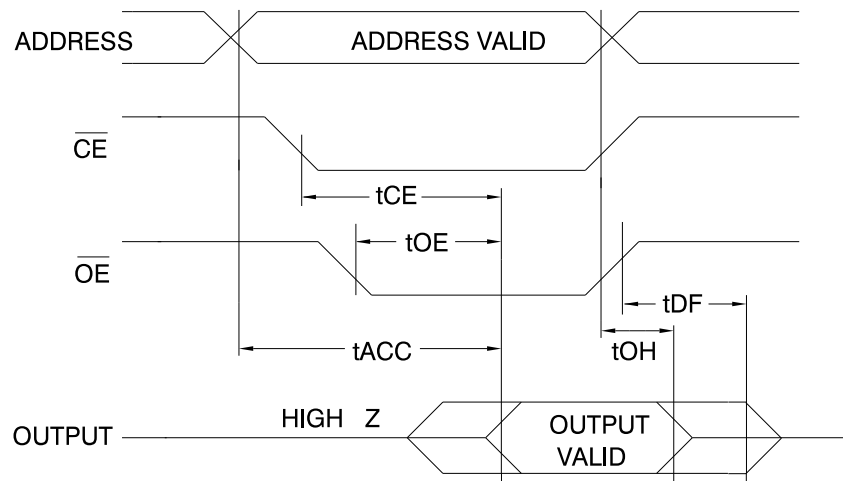 ADDRESS
ADDRESS VALID
CE
tCE
tOE
OE
tDF
tACC
tOH
HIGH Z
OUTPUT
OUTPUT
VALID